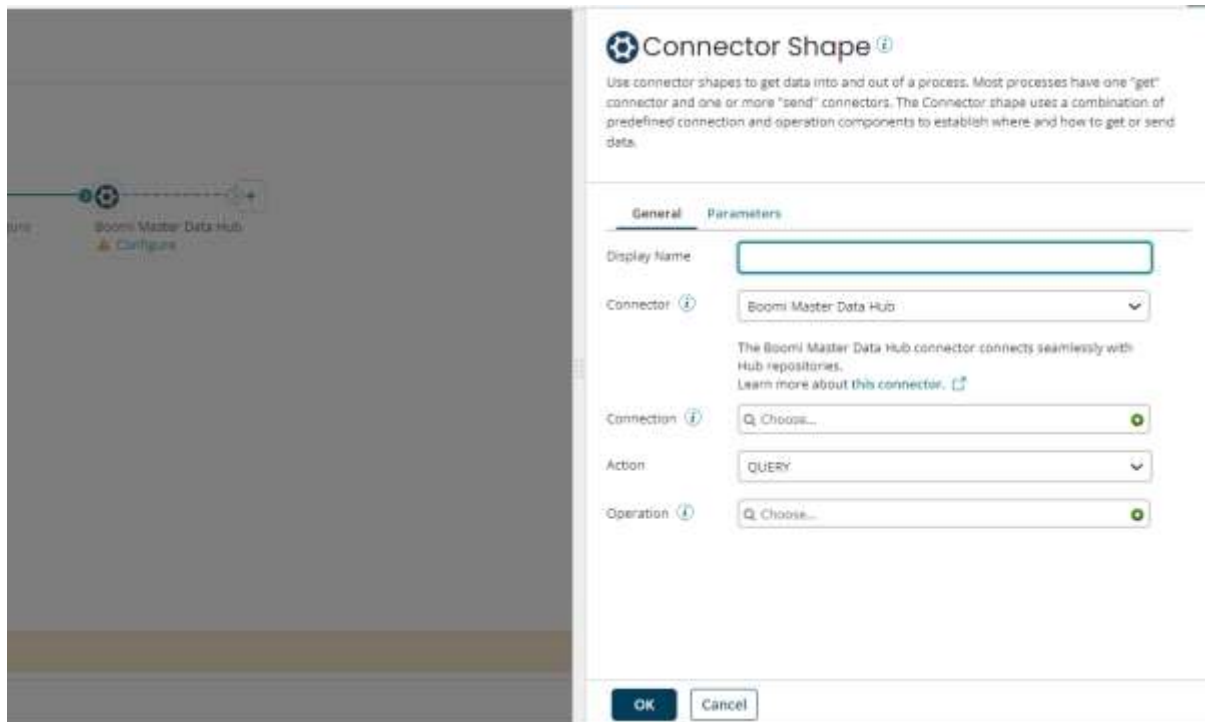 Connector Shape
Use connector shapes to get data into and out of a process. Most processes have one "get"
connector and one or more "send" connectors. The Connector shape uses a combination of
predefined connection and operation components to establish where and how to get or send
data.
Boomi Master Data Hub
Configure
General Parameters
Display Name
Connector Boomi Master Data Hub
The Boomi Master Data Hub connector connects seamlessly with
Hub repositories.
Learn more about this connector.
Connection Choose...
Action QUERY
Operation Choose...
OK Cancel